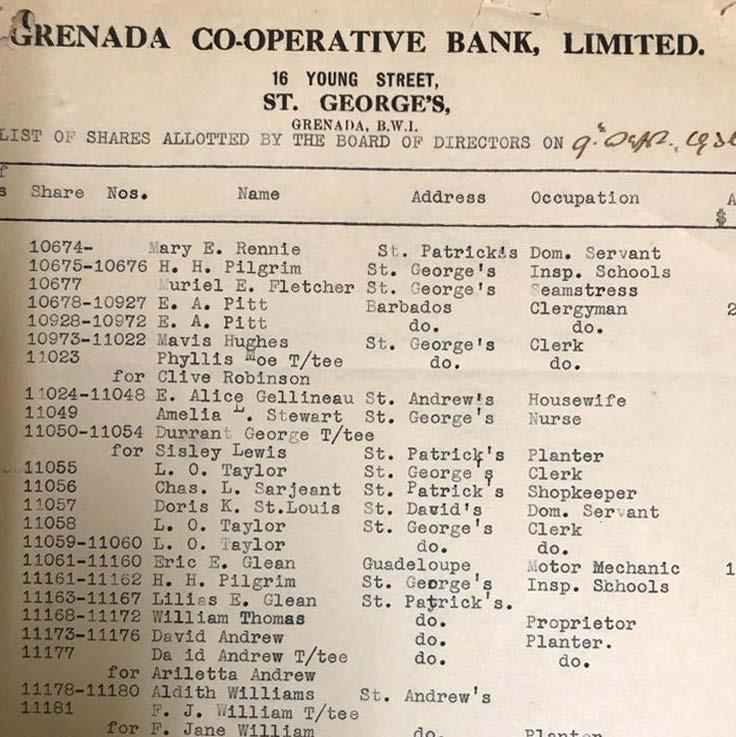 GRENADA CO-OPERATIVE BANK, LIMITED.
16 YOUNG STREET,
ST. GEORGE'S,
GRENADA, B.W.I.
LIST OF SHARES ALLOTTED BY THE BOARD OF DIRECTORS ON
Share Nos. Name Address Occupation
$
10674- Mary E. Rennie St. Patrick's Dom. Servant
10675-10676 H. H. Pilgrim St. George's Insp. Schools
10677 Muriel E. Fletcher St. George's Seamstress
10678-10927 E. A. Pitt Barbados Clergyman 2
10928-10972 E. A. Pitt do. do.
10973-11022 Mavis Hughes St. George's Clerk
11023 Phyllis Moe T/tee do. do.
for Clive Robinson
11024-11048 E. Alice Gellineau St. Andrew's Housewife
11049 Amelia L. Stewart St. George's Nurse
11050-11054 Durrant George T/tee
for Sisley Lewis St. Patrick's Planter
11055 L. O. Taylor St. George's Clerk
11056 Chas. L. Sarjeant St. Patrick's Shopkeeper
11057 Doris K. St.Louis St. David's Dom. Servant
11058 L. O. Taylor St. George's Clerk
11059-11060 L. O. Taylor do. do.
11061-11160 Eric E. Glean Guadeloupe Motor Mechanic 1
11161-11162 H. H. Pilgrim St. George's Insp. Schools
11163-11167 Lilias E. Glean St. Patrick's.
11168-11172 William Thomas do. Proprietor
11173-11176 David Andrew do. Planter.
11177 Da id Andrew T/tee do. do.
for Ariletta Andrew
11178-11180 Aldith Williams St. Andrew's
11181 F. J. William T/tee
for F. Jane William do. Planter